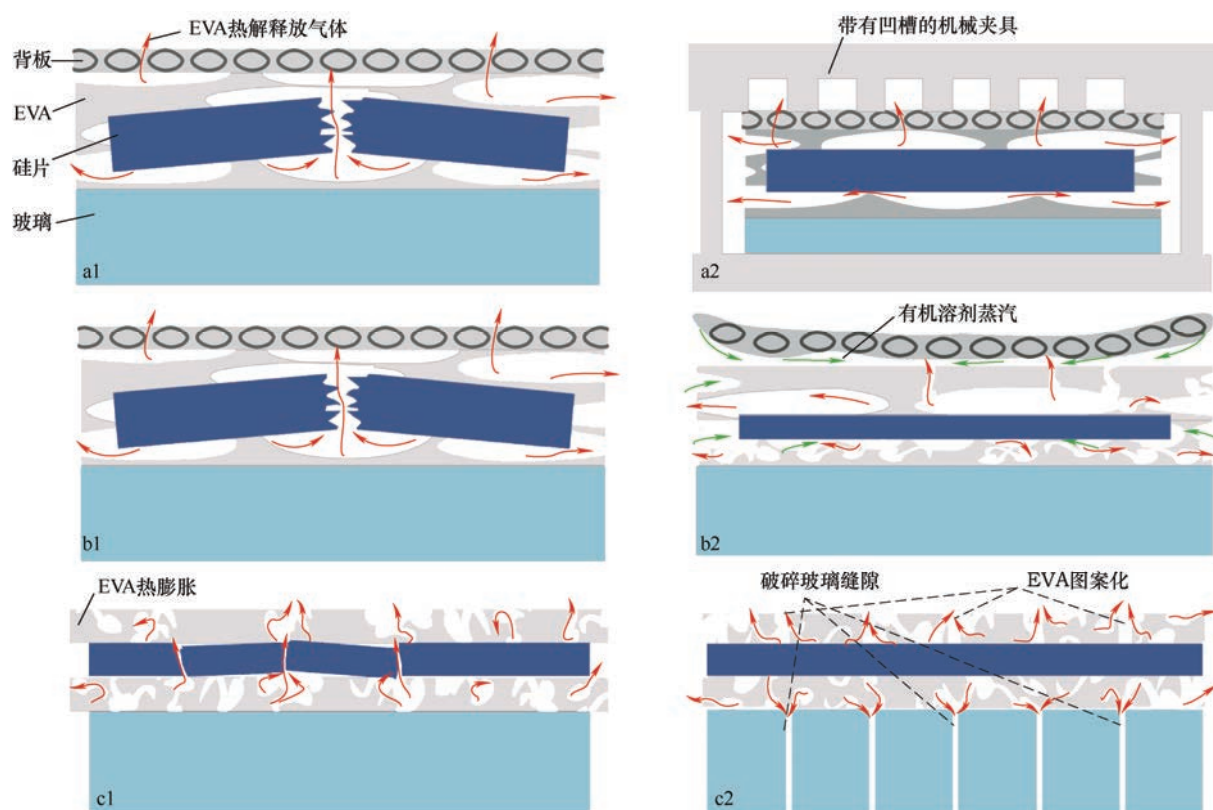 EVA热解释放气体
背板
EVA
硅片
玻璃
a1
带有凹槽的机械夹具
a2
b1
有机溶剂蒸汽
b2
EVA热膨胀
c1
破碎玻璃缝隙
EVA图案化
c2